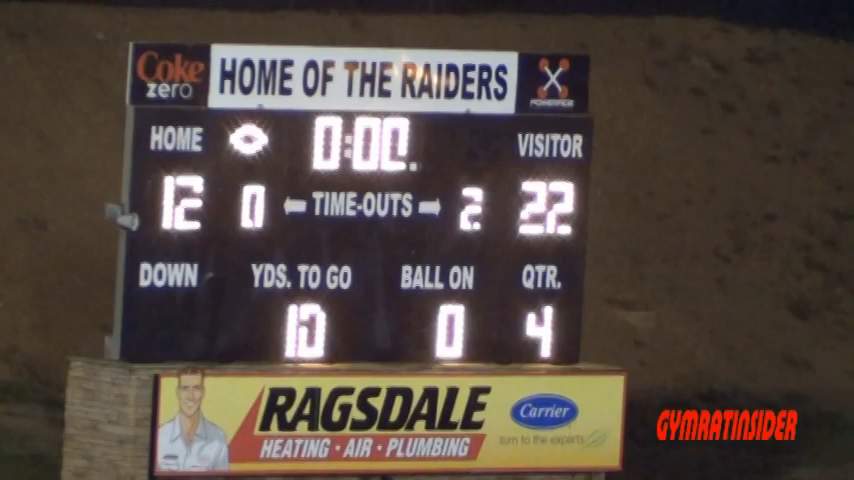 Coke zero
HOME OF THE RAIDERS
POWERADE
HOME 0:00 VISITOR
12 0 TIME-OUTS 2 22
DOWN YDS. TO GO BALL ON QTR.
10 0 4
RAGSDALE
HEATING · AIR · PLUMBING
Carrier
turn to the experts
GYMRATINSIDER